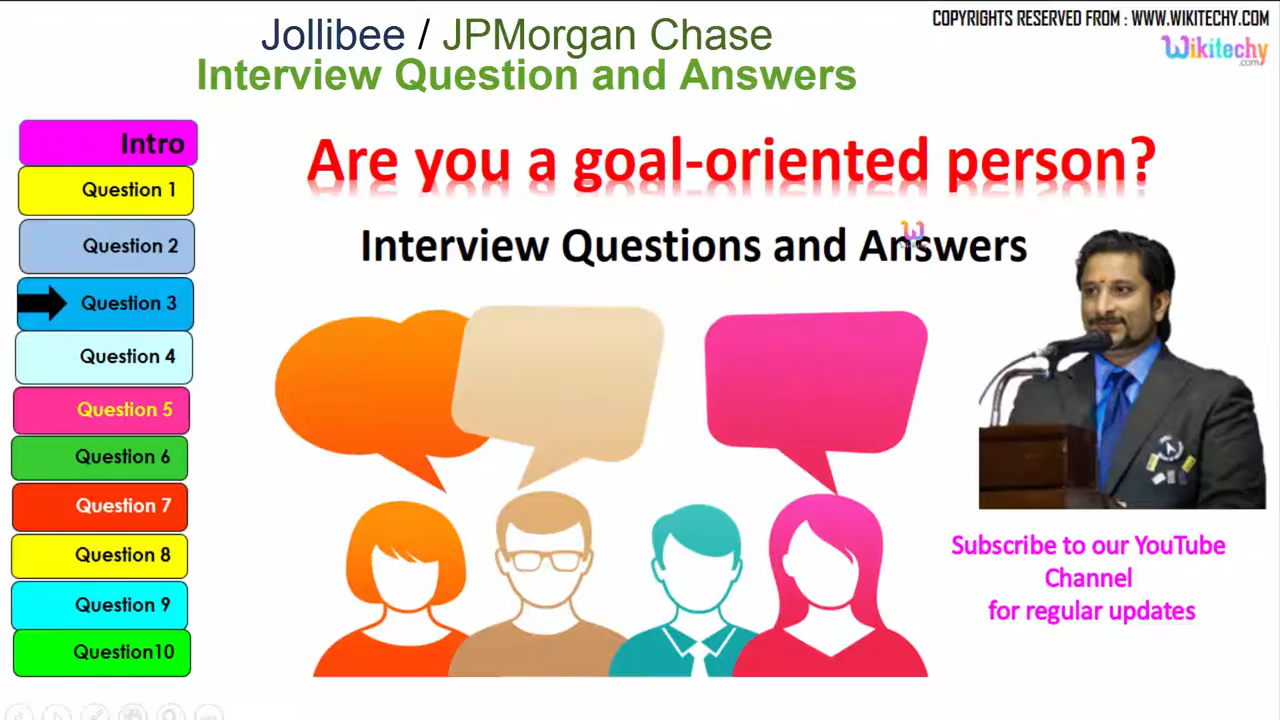 COPYRIGHTS RESERVED FROM : WWW.WIKITECHY.COM
Wikitechy
.com
Jollibee / JPMorgan Chase
Interview Question and Answers
Intro
Question 1
Question 2
Question 3
Question 4
Question 5
Question 6
Question 7
Question 8
Question 9
Question10
Are you a goal-oriented person?
Interview Questions and Answers
Subscribe to our YouTube
Channel
for regular updates